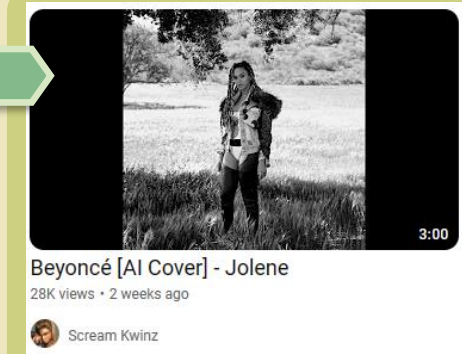 3:00
Beyoncé [AI Cover] - Jolene
28K views • 2 weeks ago
Scream Kwinz